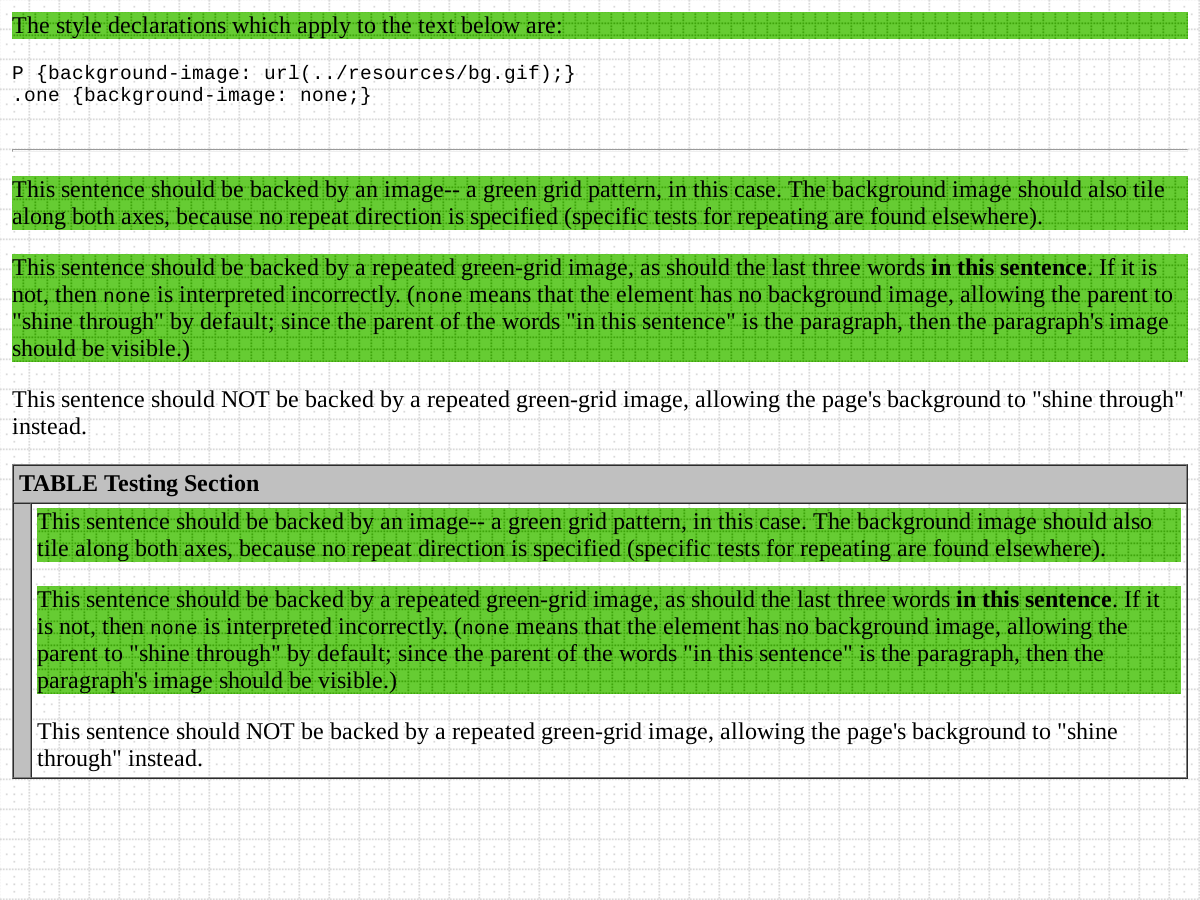 The style declarations which apply to the text below are:
P {background-image: url(../resources/bg.gif);}
.one {background-image: none;}
This sentence should be backed by an image-- a green grid pattern, in this case. The background image should also tile
along both axes, because no repeat direction is specified (specific tests for repeating are found elsewhere).
This sentence should be backed by a repeated green-grid image, as should the last three words in this sentence. If it is
not, then none is interpreted incorrectly. (none means that the element has no background image, allowing the parent to
"shine through" by default; since the parent of the words "in this sentence" is the paragraph, then the paragraph's image
should be visible.)
This sentence should NOT be backed by a repeated green-grid image, allowing the page's background to "shine through"
instead.
TABLE Testing Section
This sentence should be backed by an image-- a green grid pattern, in this case. The background image should also
tile along both axes, because no repeat direction is specified (specific tests for repeating are found elsewhere).
This sentence should be backed by a repeated green-grid image, as should the last three words in this sentence. If it
is not, then none is interpreted incorrectly. (none means that the element has no background image, allowing the
parent to "shine through" by default; since the parent of the words "in this sentence" is the paragraph, then the
paragraph's image should be visible.)
This sentence should NOT be backed by a repeated green-grid image, allowing the page's background to "shine
through" instead.